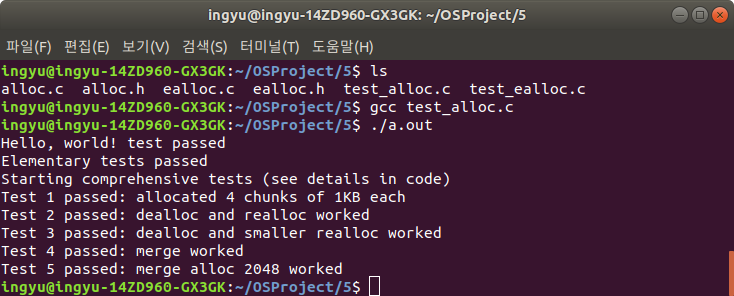 ingyu@ingyu-14ZD960-GX3GK: ~/OSProject/5
파일(F) 편집(E) 보기(V) 검색(S) 터미널(T) 도움말(H)
ingyu@ingyu-14ZD960-GX3GK:~/OSProject/5$ ls
alloc.c alloc.h ealloc.c ealloc.h test_alloc.c test_ealloc.c
ingyu@ingyu-14ZD960-GX3GK:~/OSProject/5$ gcc test_alloc.c
ingyu@ingyu-14ZD960-GX3GK:~/OSProject/5$ ./a.out
Hello, world! test passed
Elementary tests passed
Starting comprehensive tests (see details in code)
Test 1 passed: allocated 4 chunks of 1KB each
Test 2 passed: dealloc and realloc worked
Test 3 passed: dealloc and smaller realloc worked
Test 4 passed: merge worked
Test 5 passed: merge alloc 2048 worked
ingyu@ingyu-14ZD960-GX3GK:~/OSProject/5$